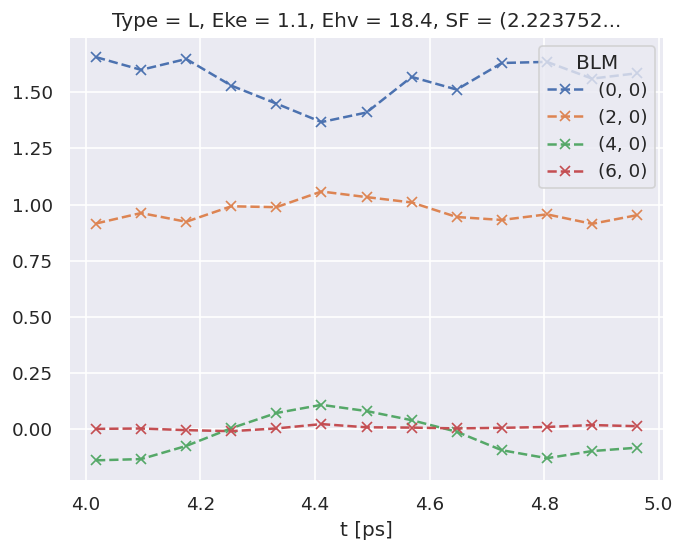 Type = L, Eke = 1.1, Ehv = 18.4, SF = (2.223752...
BLM
(0, 0)
(2, 0)
(4, 0)
(6, 0)
1.50
1.25
1.00
0.75
0.50
0.25
0.00
4.0 4.2 4.4 4.6 4.8 5.0
t [ps]